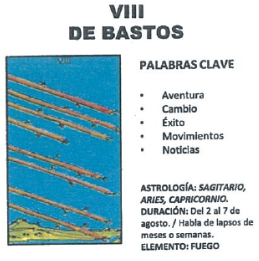 VIII
DE BASTOS
PALABRAS CLAVE
• Aventura
• Cambio
• Éxito
• Movimientos
• Noticias
ASTROLOGÍA: SAGITARIO,
ARIES, CAPRICORNIO.
DURACIÓN: Del 2 al 7 de
agosto. / Habla de lapsos de
meses o semanas.
ELEMENTO: FUEGO